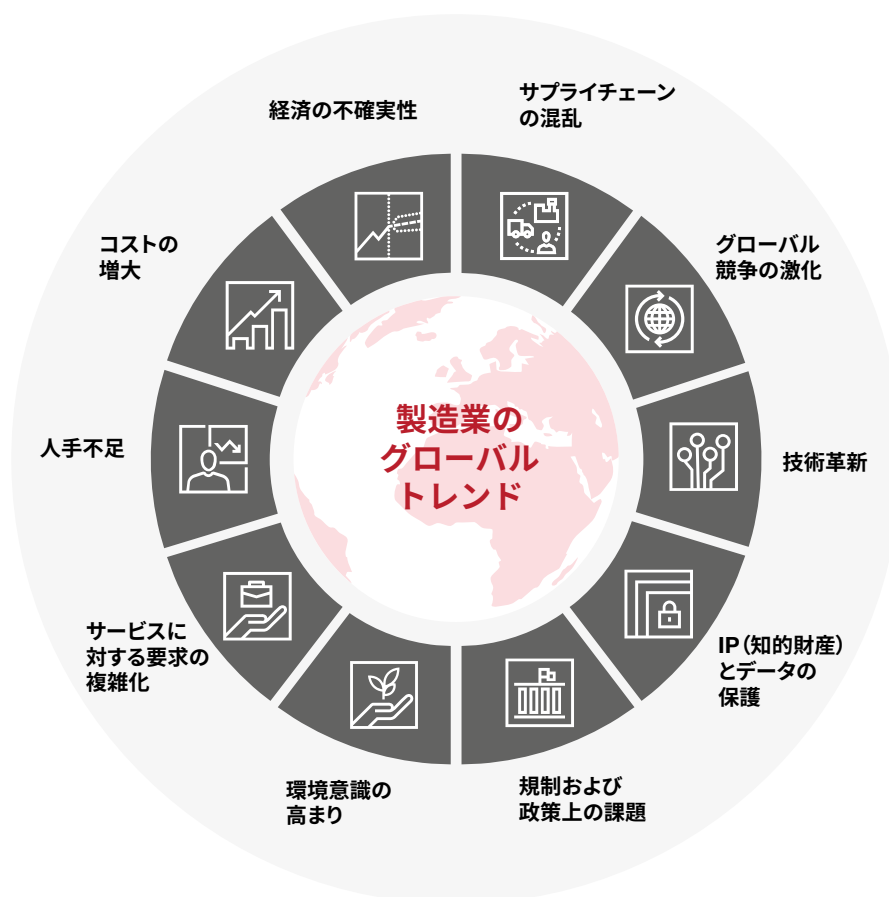 経済の不確実性
サプライチェーン
の混乱
コストの
増大
グローバル
競争の激化
製造業の
グローバル
トレンド
人手不足
技術革新
サービスに
対する要求の
複雑化
IP（知的財産）
とデータの
保護
環境意識の
高まり
規制および
政策上の課題